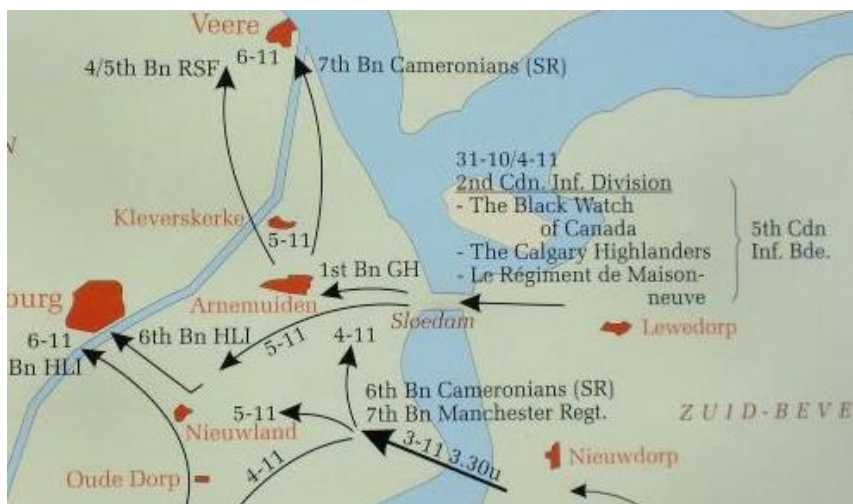 Veere
6-11
4/5th Bn RSF
7th Bn Cameronians (SR)
N
31-10/4-11
2nd Cdn. Inf. Division
- The Black Watch
of Canada
- The Calgary Highlanders
- Le Régiment de Maison-
neuve
5th Cdn
Inf. Bde.
Kleverskerke
5-11
1st Bn GH
Arnemuiden
ourg
6th Bn HLI
5-11
4-11
Sloedam
Lewedorp
6-11
Bn HLI
6th Bn Cameronians (SR)
7th Bn Manchester Regt.
ZUID-BEVE
5-11
Nieuwland
3-11 3.30u
Nieuwdorp
Oude Dorp
4-11